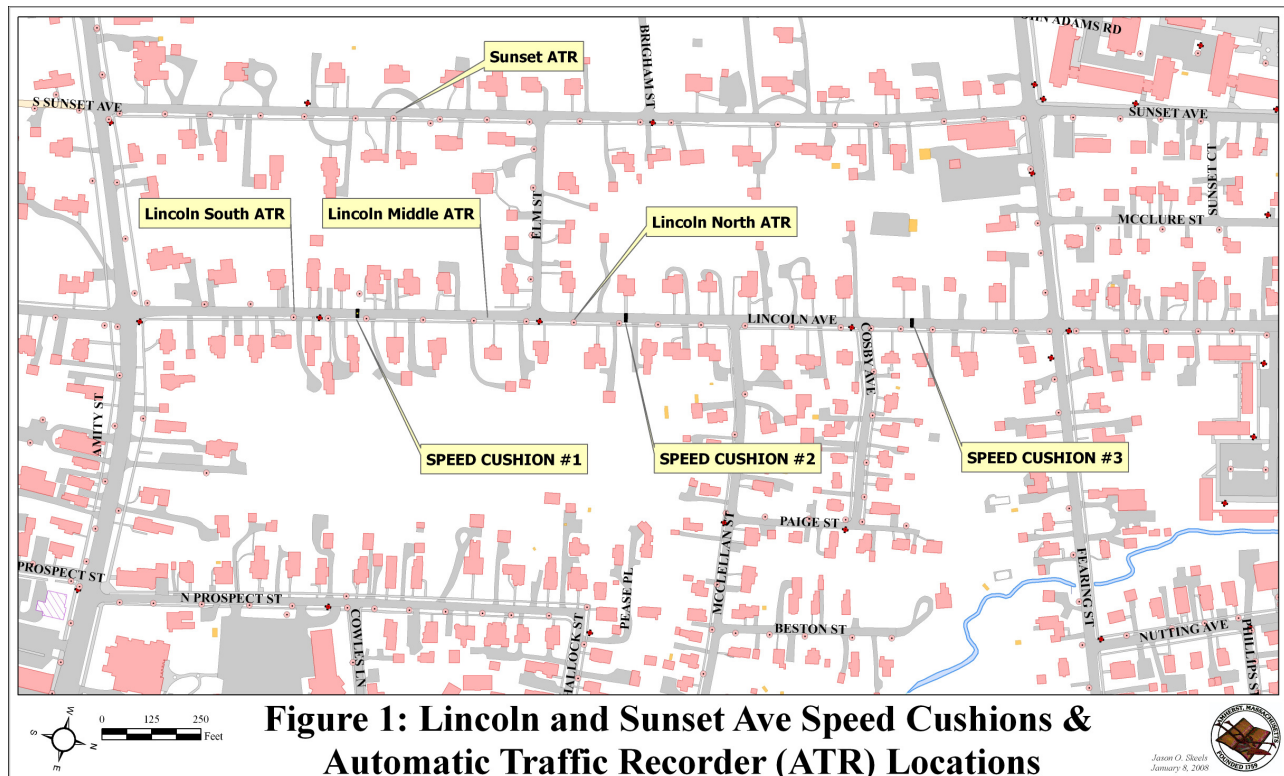 JOHN ADAMS RD
BRIGHAM ST
Sunset ATR
S SUNSET AVE
SUNSET AVE
SUNSET CT
MCCLURE ST
ELM ST
Lincoln South ATR
Lincoln Middle ATR
Lincoln North ATR
LINCOLN AVE
COSBY AVE
AMITY ST
SPEED CUSHION #1
SPEED CUSHION #2
SPEED CUSHION #3
PAIGE ST
MCCLELLAN ST
FEARING ST
PROSPECT ST
N PROSPECT ST
COWLES LN
HALLOCK ST
PEASE PL
BESTON ST
NUTTING AVE
PHILLIPS ST
W
S
N
E
0 125 250
Feet
Figure 1: Lincoln and Sunset Ave Speed Cushions &
Automatic Traffic Recorder (ATR) Locations
Jason O. Skeels
January 8, 2008
AMHERST, MASSACHUSETTS
FOUNDED 1759